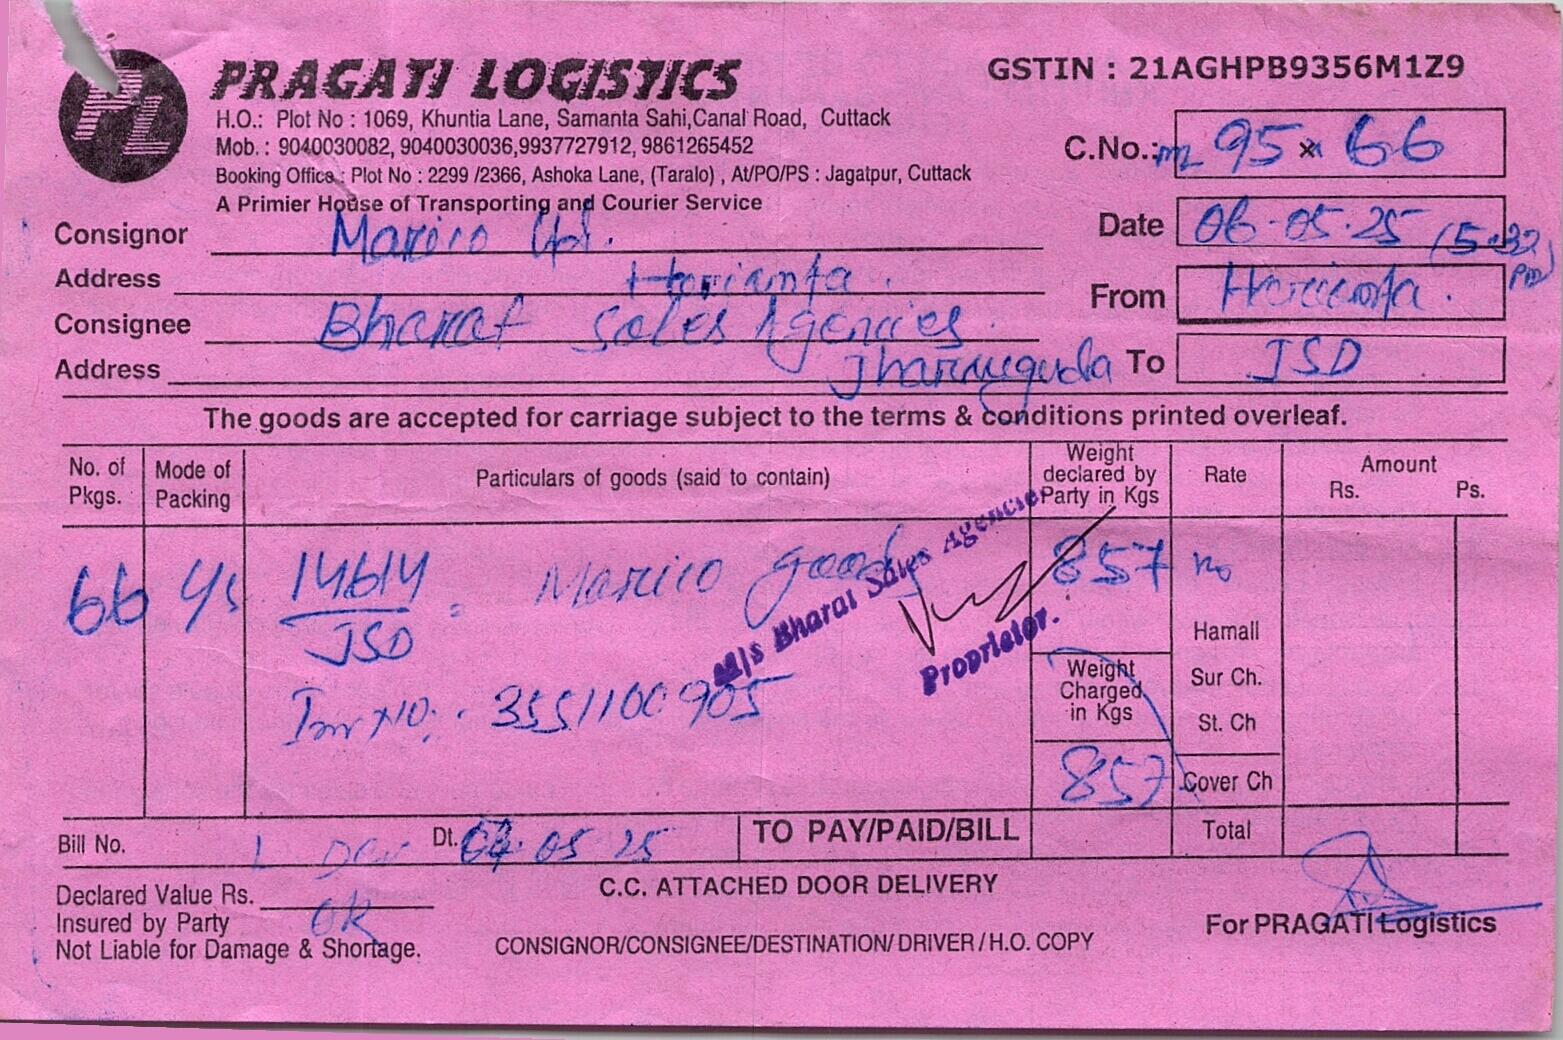 PL
PRAGATI LOGISTICS
GSTIN : 21AGHPB9356M1Z9
H.O.: Plot No : 1069, Khuntia Lane, Samanta Sahi,Canal Road, Cuttack
Mob.: 9040030082, 9040030036,9937727912, 9861265452
Booking Office : Plot No : 2299 /2366, Ashoka Lane, (Taralo) , At/PO/PS : Jagatpur, Cuttack
A Primier House of Transporting and Courier Service
C.No.: 95 x 66
Date 06-05-25 (5-32 PM)
Consignor Marico
Address
From
Consignee Bharat Sales Agencies.
Address Jharsuguda
To JSD
The goods are accepted for carriage subject to the terms & conditions printed overleaf.
No. of Pkgs. Mode of Packing Particulars of goods (said to contain) Weight declared by Party in Kgs Rate Amount Rs. Ps.
66 14614 / JSD Marico goods 857
M/s Bharat Sales Agencies
Proprietor.
Inv No: 3551100905
Hamall
Weight Charged in Kgs
Sur Ch.
St. Ch
857 Cover Ch
Bill No. Dt. 05 25 TO PAY/PAID/BILL Total
Declared Value Rs.
C.C. ATTACHED DOOR DELIVERY
Insured by Party OK
For PRAGATI Logistics
Not Liable for Damage & Shortage.
CONSIGNOR/CONSIGNEE/DESTINATION/ DRIVER / H.O. COPY